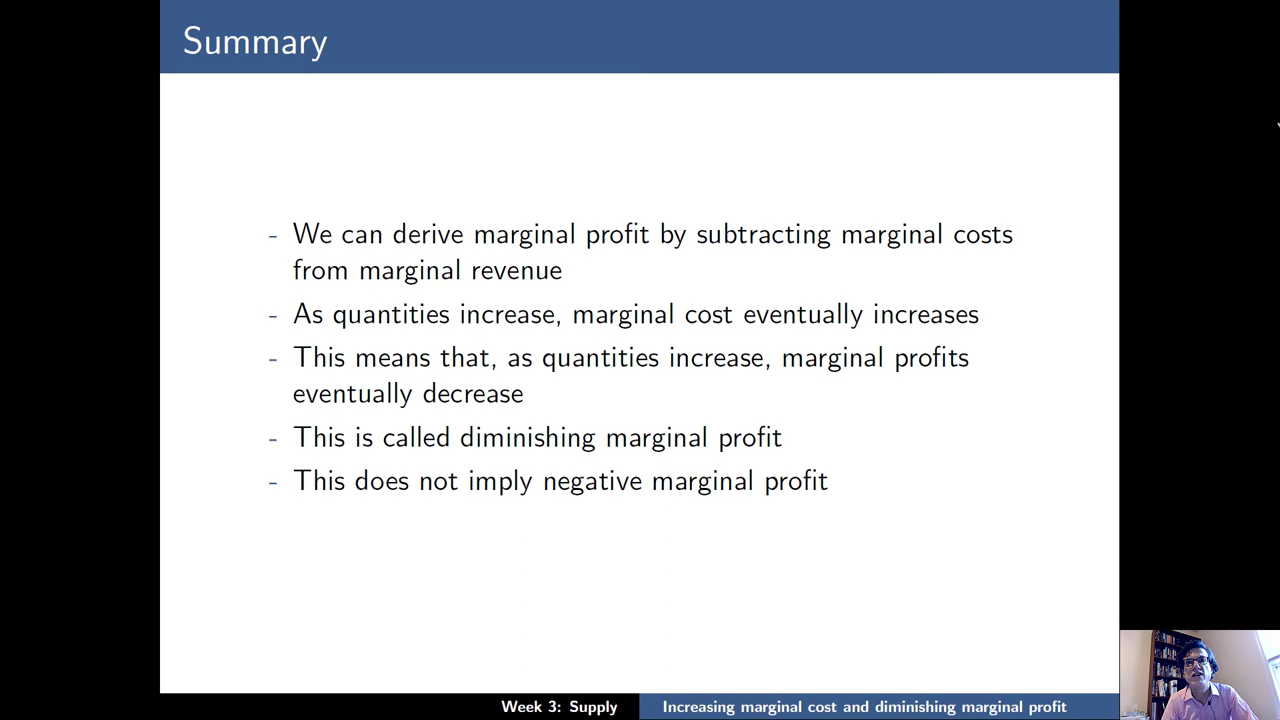 Summary
- We can derive marginal profit by subtracting marginal costs
from marginal revenue
- As quantities increase, marginal cost eventually increases
- This means that, as quantities increase, marginal profits
eventually decrease
- This is called diminishing marginal profit
- This does not imply negative marginal profit
Week 3: Supply
Increasing marginal cost and diminishing marginal profit